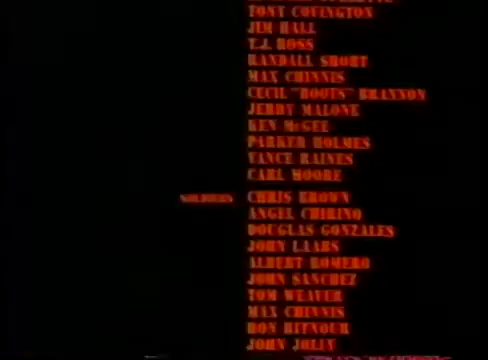 TONY COVINGTON
JIM HALL
T.J. ROSS
RANDALL SHORT
MAX CHINNIS
CECIL "BOOTS" BRANNON
JERRY MALONE
KEN McGEE
PARKER HOLMES
VANCE RAINES
CARL MOORE
SOLDIERS CHRIS BROWN
ANGEL CHIRINO
DOUGLAS GONZALES
JOHN LAABS
ALBERT ROMERO
JOHN SANCHEZ
TOM WEAVER
MAX CHINNIS
RON HITNOUR
JOHN JOLLY